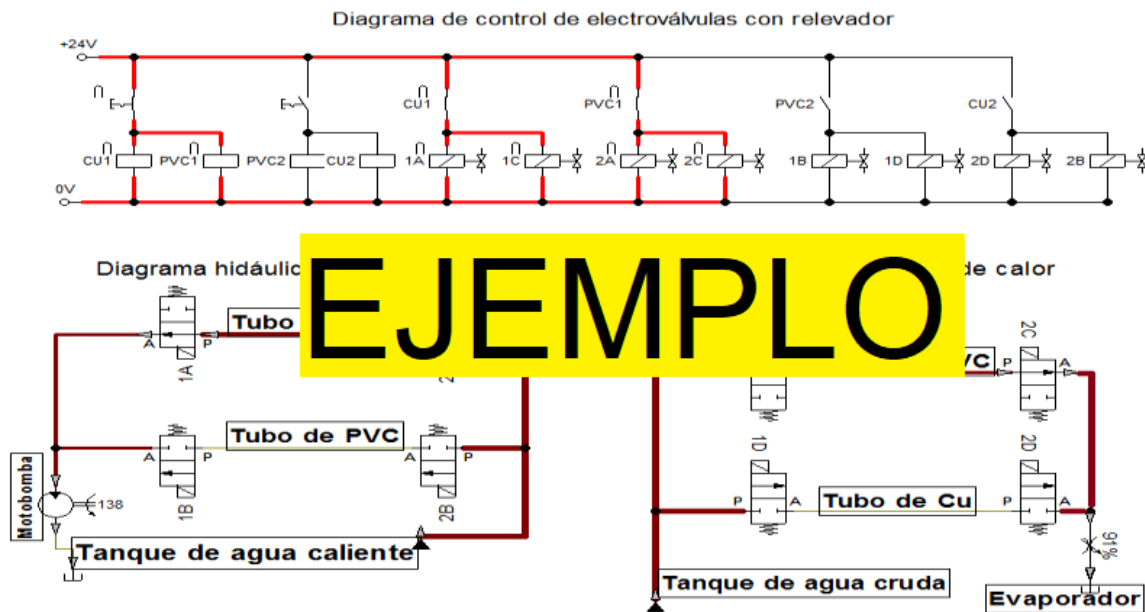 Diagrama de control de electroválvulas con relevador
+24V
CU1
PVC1
PVC2
CU2
CU1
PVC1
PVC2
CU2
1A
1C
2A
2C
1B
1D
2D
2B
0V
Diagrama hidáulic
de calor
EJEMPLO
Tubo
VC
2C
A
P
P
A
1A
2
Tubo de PVC
1D
2D
A
P
A
P
P
A
Tubo de Cu
P
A
Motobomba
138
1B
2B
91%
Tanque de agua caliente
Tanque de agua cruda
Evaporador